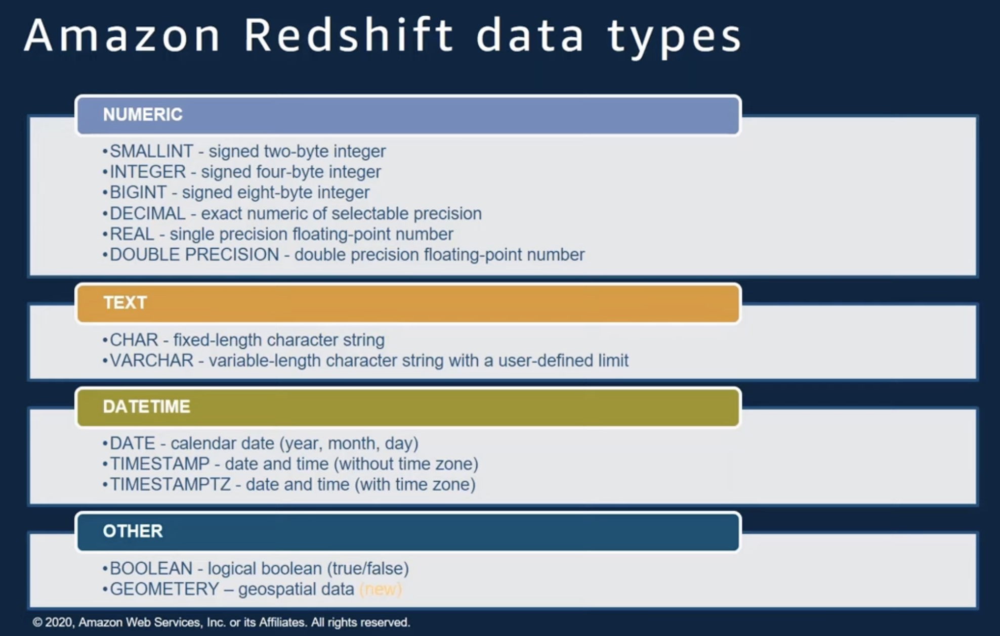 Amazon Redshift data types
NUMERIC
•SMALLINT - signed two-byte integer
•INTEGER - signed four-byte integer
•BIGINT - signed eight-byte integer
•DECIMAL - exact numeric of selectable precision
•REAL - single precision floating-point number
•DOUBLE PRECISION - double precision floating-point number
TEXT
•CHAR - fixed-length character string
•VARCHAR - variable-length character string with a user-defined limit
DATETIME
•DATE - calendar date (year, month, day)
•TIMESTAMP - date and time (without time zone)
•TIMESTAMPTZ - date and time (with time zone)
OTHER
•BOOLEAN - logical boolean (true/false)
•GEOMETERY – geospatial data (new)
© 2020, Amazon Web Services, Inc. or its Affiliates. All rights reserved.